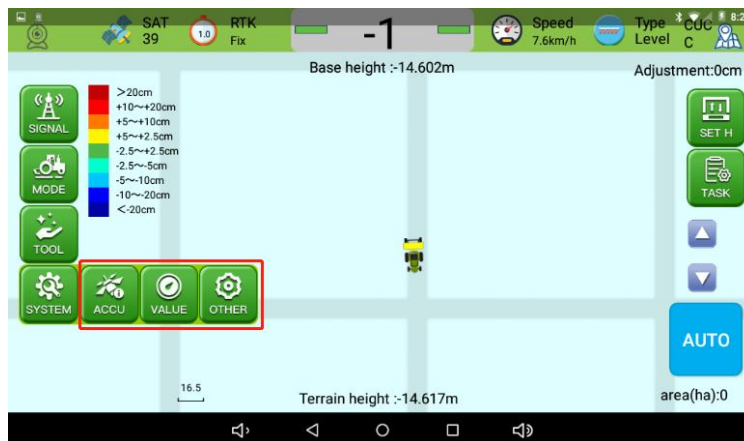 8:2
SAT
39
1.0
RTK
Fix
-1
Speed
7.6km/h
Type
Level
CUC
C
Base height :-14.602m
Adjustment:0cm
SIGNAL
MODE
TOOL
SYSTEM
>20cm
+10~+20cm
+5~+10cm
+5~+2.5cm
-2.5~+2.5cm
-2.5~-5cm
-5~-10cm
-10~-20cm
<-20cm
ACCU
VALUE
OTHER
SET H
TASK
AUTO
16.5
Terrain height :-14.617m
area(ha):0